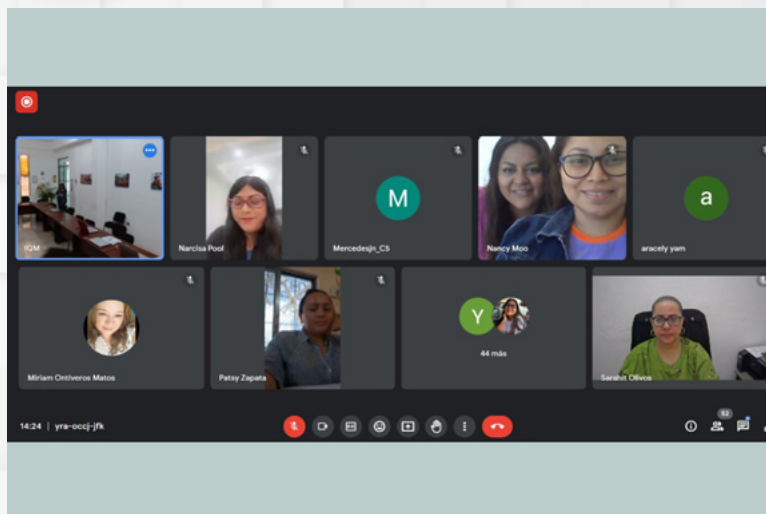 IQM
Narcisa Pool
M
Mercedesjn_CS
Nancy Moo
a
aracely yam
Miriam Ontiveros Matos
Patsy Zapata
Y
44 más
Sarahit Olivos
14:24 | yra-occj-jfk
52